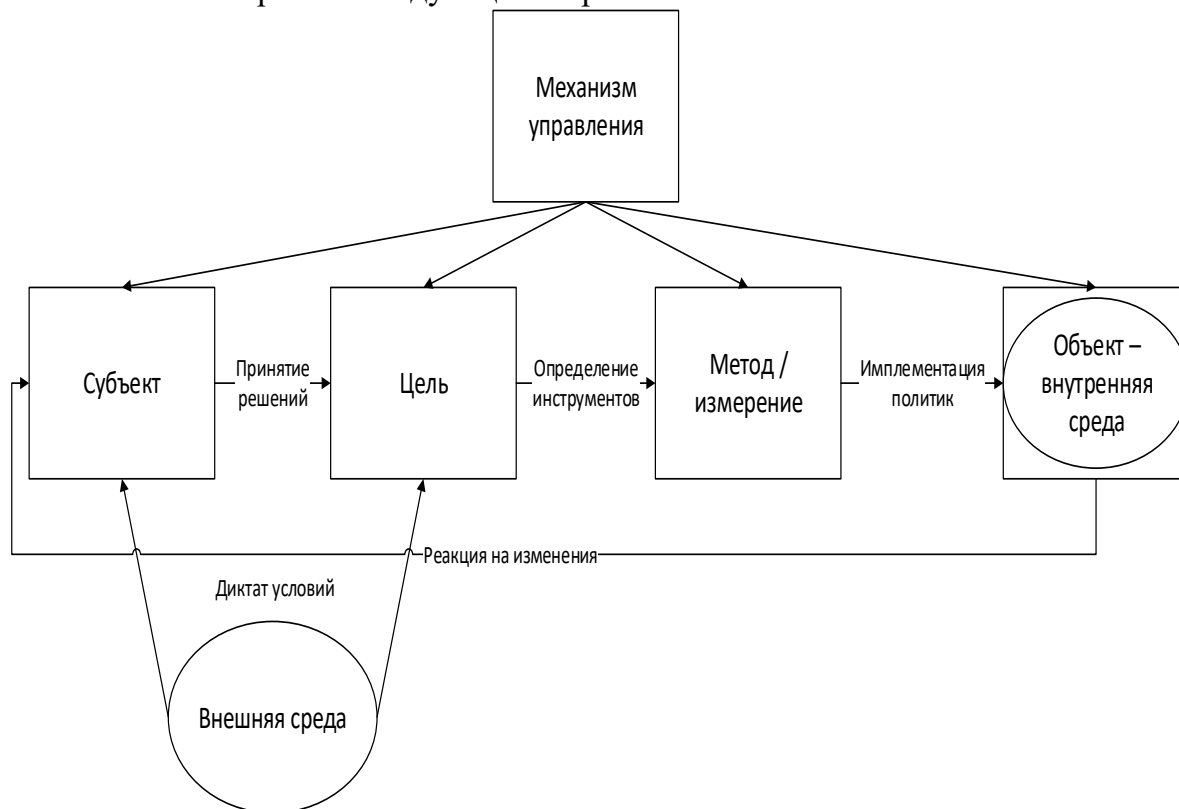 Механизм
управления
Субъект
Принятие
решений
Цель
Определение
инструментов
Метод /
измерение
Имплементация
политик
Объект –
внутренняя
среда
Реакция на изменения
Диктат условий
Внешняя среда